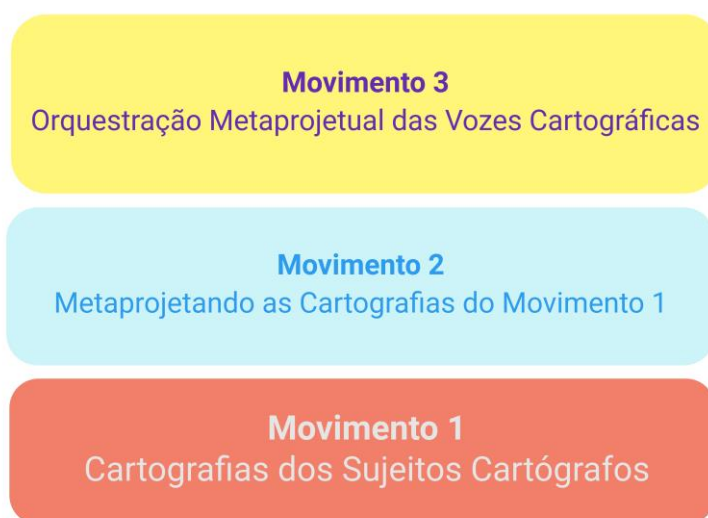 Movimento 3
Orquestração Metaprojetual das Vozes Cartográficas
Movimento 2
Metaprojetando as Cartografias do Movimento 1
Movimento 1
Cartografias dos Sujeitos Cartógrafos